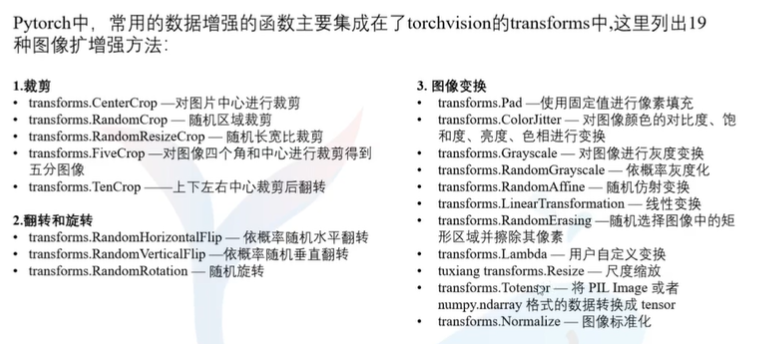 Pytorch中，常用的数据增强的函数主要集成在了torchvision的transforms中,这里列出19
种图像扩增强方法：
1.裁剪
• transforms.CenterCrop —对图片中心进行裁剪
• transforms.RandomCrop — 随机区域裁剪
• transforms.RandomResizeCrop — 随机长宽比裁剪
• transforms.FiveCrop —对图像四个角和中心进行裁剪得到
五分图像
• transforms.TenCrop ——上下左右中心裁剪后翻转
2.翻转和旋转
• transforms.RandomHorizontalFlip — 依概率随机水平翻转
• transforms.RandomVerticalFlip —依概率随机垂直翻转
• transforms.RandomRotation — 随机旋转
3. 图像变换
• transforms.Pad —使用固定值进行像素填充
• transforms.ColorJitter — 对图像颜色的对比度、饱
和度、亮度、色相进行变换
• transforms.Grayscale — 对图像进行灰度变换
• transforms.RandomGrayscale — 依概率灰度化
• transforms.RandomAffine — 随机仿射变换
• transforms.LinearTransformation — 线性变换
• transforms.RandomErasing —随机选择图像中的矩
形区域并擦除其像素
• transforms.Lambda — 用户自定义变换
• tuxiang transforms.Resize — 尺度缩放
• transforms.Totensor — 将 PIL Image 或者
numpy.ndarray 格式的数据转换成 tensor
• transforms.Normalize — 图像标准化